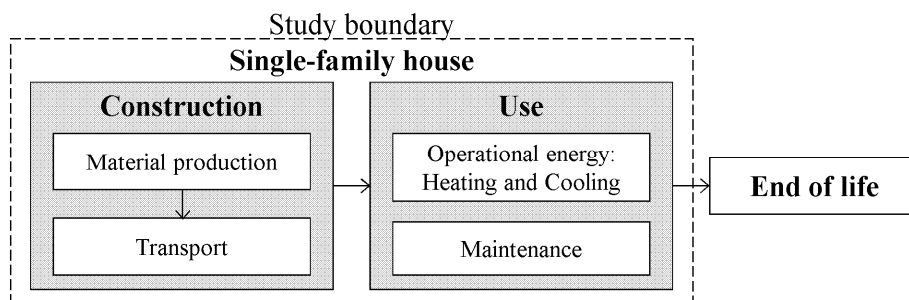 Study boundary
Single-family house
Construction
Material production
Transport
Use
Operational energy:
Heating and Cooling
Maintenance
End of life